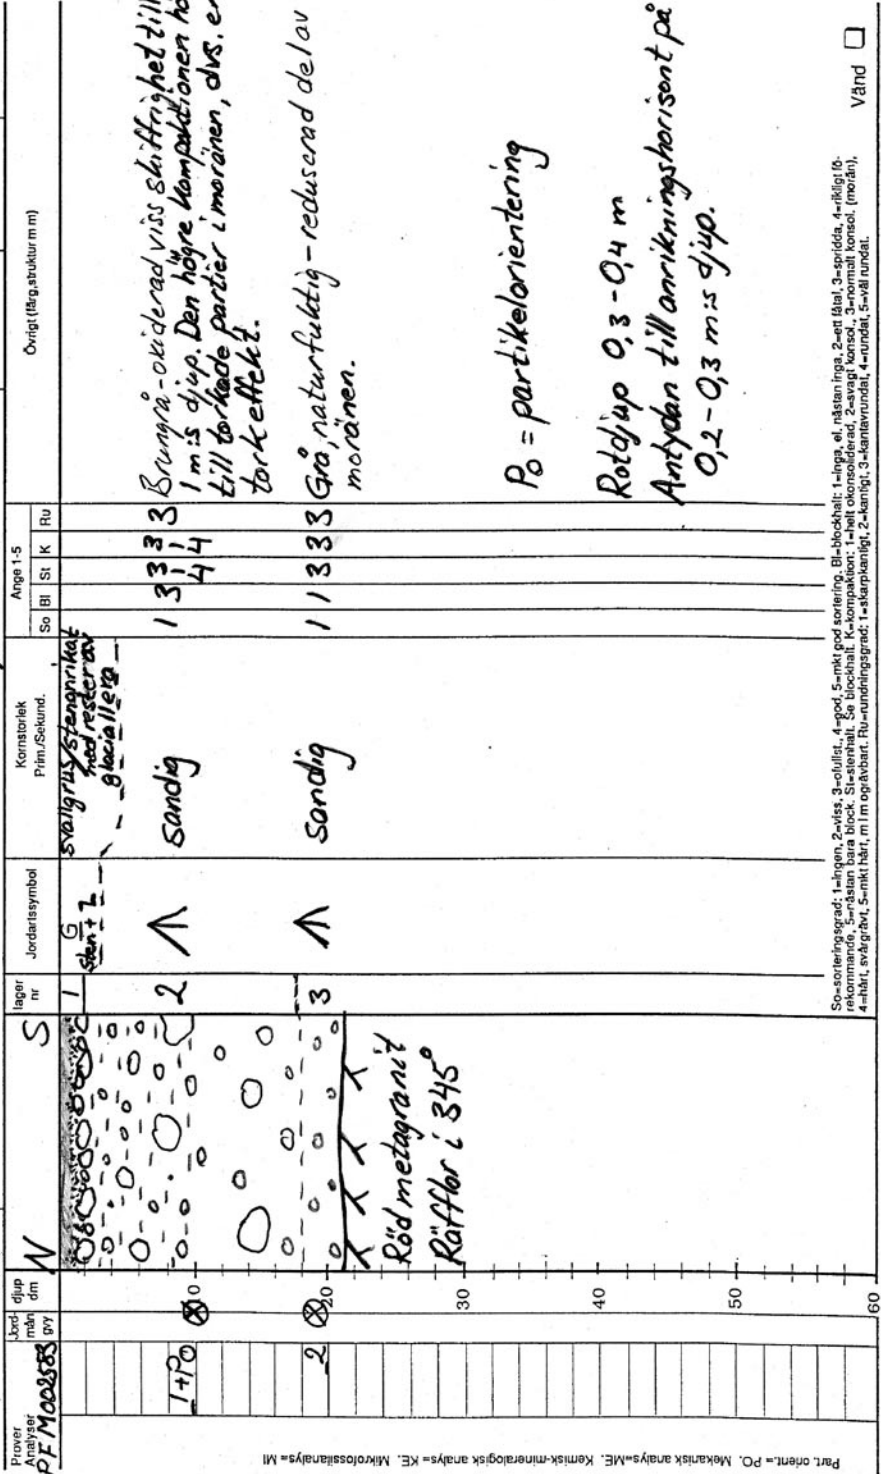 Prover
Analyser
Jord-
mån
gvy
djup
dm
lager
nr
Jordartssymbol
Kornstorlek
Prim./Sekund.
Ange 1-5
So
Bl
St
K
Ru
Övrigt (färg,struktur m m)
PFM002583
N
S
1
G
Sten + L
svallgrus/stenanrikat
med rester av
glaciallera
1+PO
10
2
sandig
1
3
3-4
3-4
3
Brungrå-oxiderad viss skiffrighet till
1 m:s djup. Den högre kompaktionen hö
till torkade partier i moränen, dvs. en
torkeffekt.
2
20
3
sandig
1
1
3
3
3
Grå, naturfuktig-reduserad del av
moränen.
Röd metagranit
Räfflor i 345°
PO = partikelorientering
Rotdjup 0,3-0,4 m
Antydan till anrikningshorisont på
0,2-0,3 m:s djup.
30
40
50
60
Part. orient.= PO. Mekanisk analys=ME. Kemisk-mineralogisk analys= KE. Mikrofossilanalys= MI
So=sorteringsgrad: 1=ingen, 2=viss, 3=ofullst., 4=god, 5=mkt god sortering. Bl=blockhalt: 1=inga, el. nästan inga, 2=ett fåtal, 3=spridda, 4=rikligt fö-
rekommande, 5=nästan bara block. St=stenhalt. Se blockhalt. K=kompaktion: 1=helt okonsoliderad, 2=svagt konsol., 3=normalt konsol. (morän),
4=hårt, svårgrävt, 5=mkt hårt, m l m ogrävbart. Ru=rundningsgrad: 1=skarpkantigt, 2=kantigt, 3=kantavrundat, 4=rundat, 5=väl rundat.
Vänd